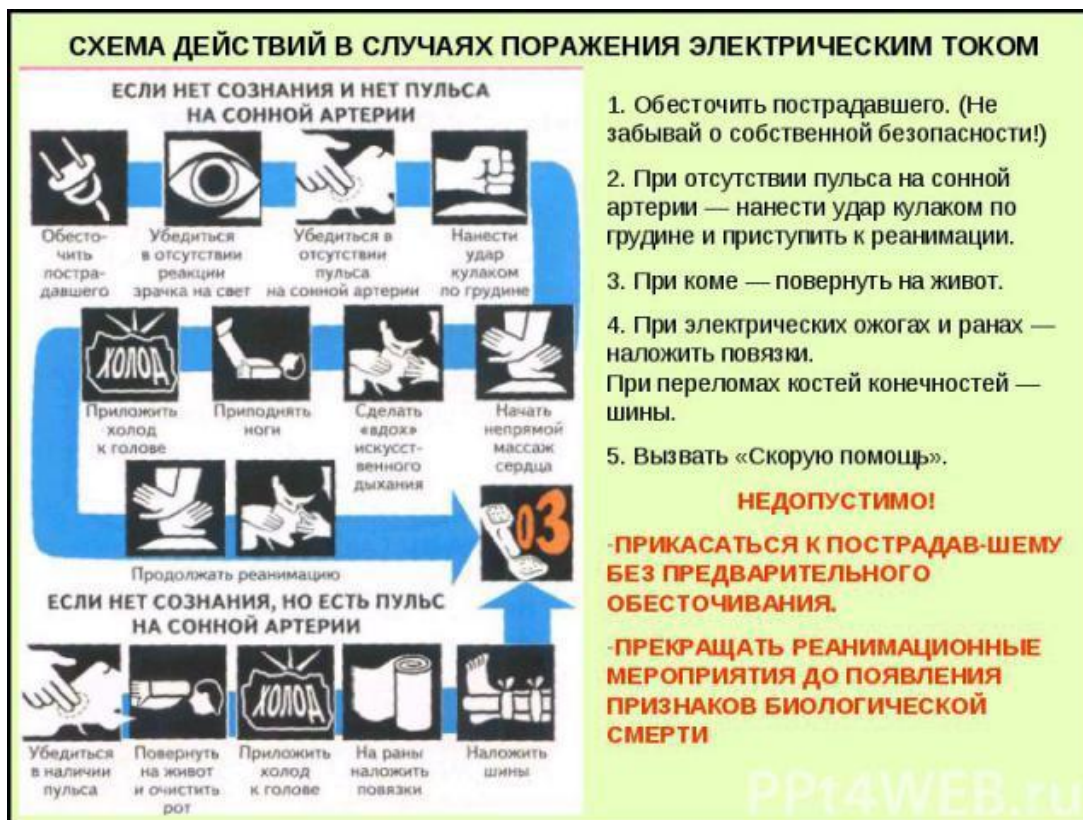 СХЕМА ДЕЙСТВИЙ В СЛУЧАЯХ ПОРАЖЕНИЯ ЭЛЕКТРИЧЕСКИМ ТОКОМ
ЕСЛИ НЕТ СОЗНАНИЯ И НЕТ ПУЛЬСА
НА СОННОЙ АРТЕРИИ
Обесто-
чить
постра-
давшего
Убедиться
в отсутствии
реакции
зрачка на свет
Убедиться в
отсутствии
пульса
на сонной артерии
Нанести
удар
кулаком
по грудине
ХОЛОД
Приложить
холод
к голове
Приподнять
ноги
Сделать
«вдох»
искусст-
венного
дыхания
Начать
непрямой
массаж
сердца
03
Продолжать реанимацию
ЕСЛИ НЕТ СОЗНАНИЯ, НО ЕСТЬ ПУЛЬС
НА СОННОЙ АРТЕРИИ
ХОЛОД
Убедиться
в наличии
пульса
Повернуть
на живот
и очистить
рот
Приложить
холод
к голове
На раны
наложить
повязки
Наложить
шины
1. Обесточить пострадавшего. (Не
забывай о собственной безопасности!)
2. При отсутствии пульса на сонной
артерии — нанести удар кулаком по
грудине и приступить к реанимации.
3. При коме — повернуть на живот.
4. При электрических ожогах и ранах —
наложить повязки.
При переломах костей конечностей —
шины.
5. Вызвать «Скорую помощь».
НЕДОПУСТИМО!
-ПРИКАСАТЬСЯ К ПОСТРАДАВ-ШЕМУ
БЕЗ ПРЕДВАРИТЕЛЬНОГО
ОБЕСТОЧИВАНИЯ.
-ПРЕКРАЩАТЬ РЕАНИМАЦИОННЫЕ
МЕРОПРИЯТИЯ ДО ПОЯВЛЕНИЯ
ПРИЗНАКОВ БИОЛОГИЧЕСКОЙ
СМЕРТИ
PPt4WEB.ru